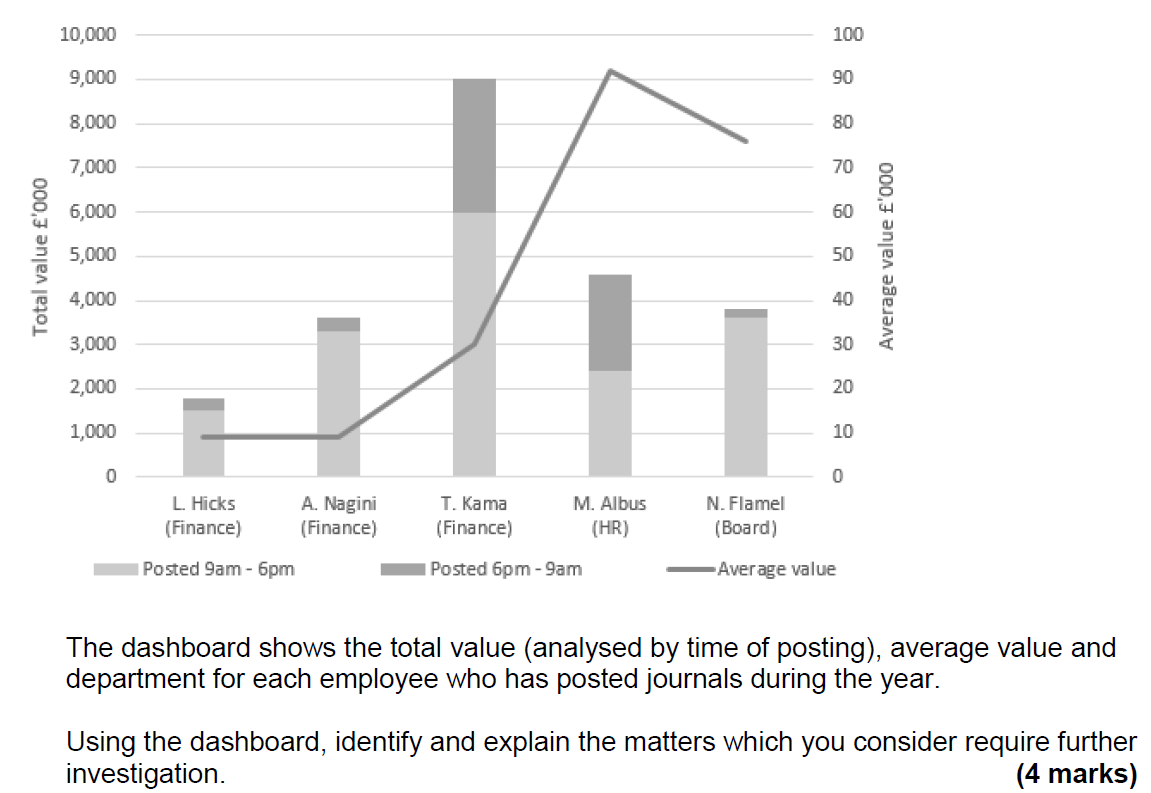 10,000
9,000
8,000
7,000
6,000
5,000
4,000
3,000
2,000
1,000
0
Total value £'000
100
90
80
70
60
50
40
30
20
10
0
Average value £'000
L. Hicks
(Finance)
A. Nagini
(Finance)
T. Kama
(Finance)
M. Albus
(HR)
N. Flamel
(Board)
Posted 9am - 6pm
Posted 6pm - 9am
Average value
The dashboard shows the total value (analysed by time of posting), average value and
department for each employee who has posted journals during the year.
Using the dashboard, identify and explain the matters which you consider require further
investigation. (4 marks)